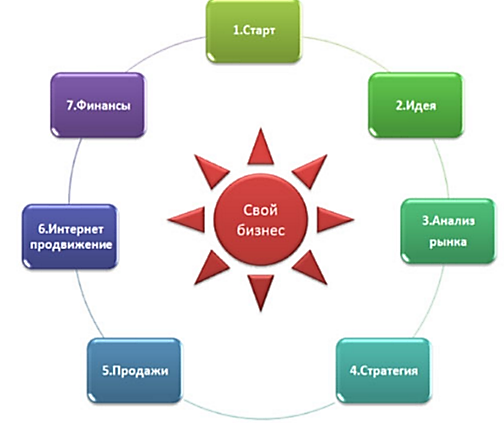 1.Старт
2.Идея
3.Анализ
рынка
4.Стратегия
5.Продажи
6.Интернет
продвижение
7.Финансы
Свой
бизнес